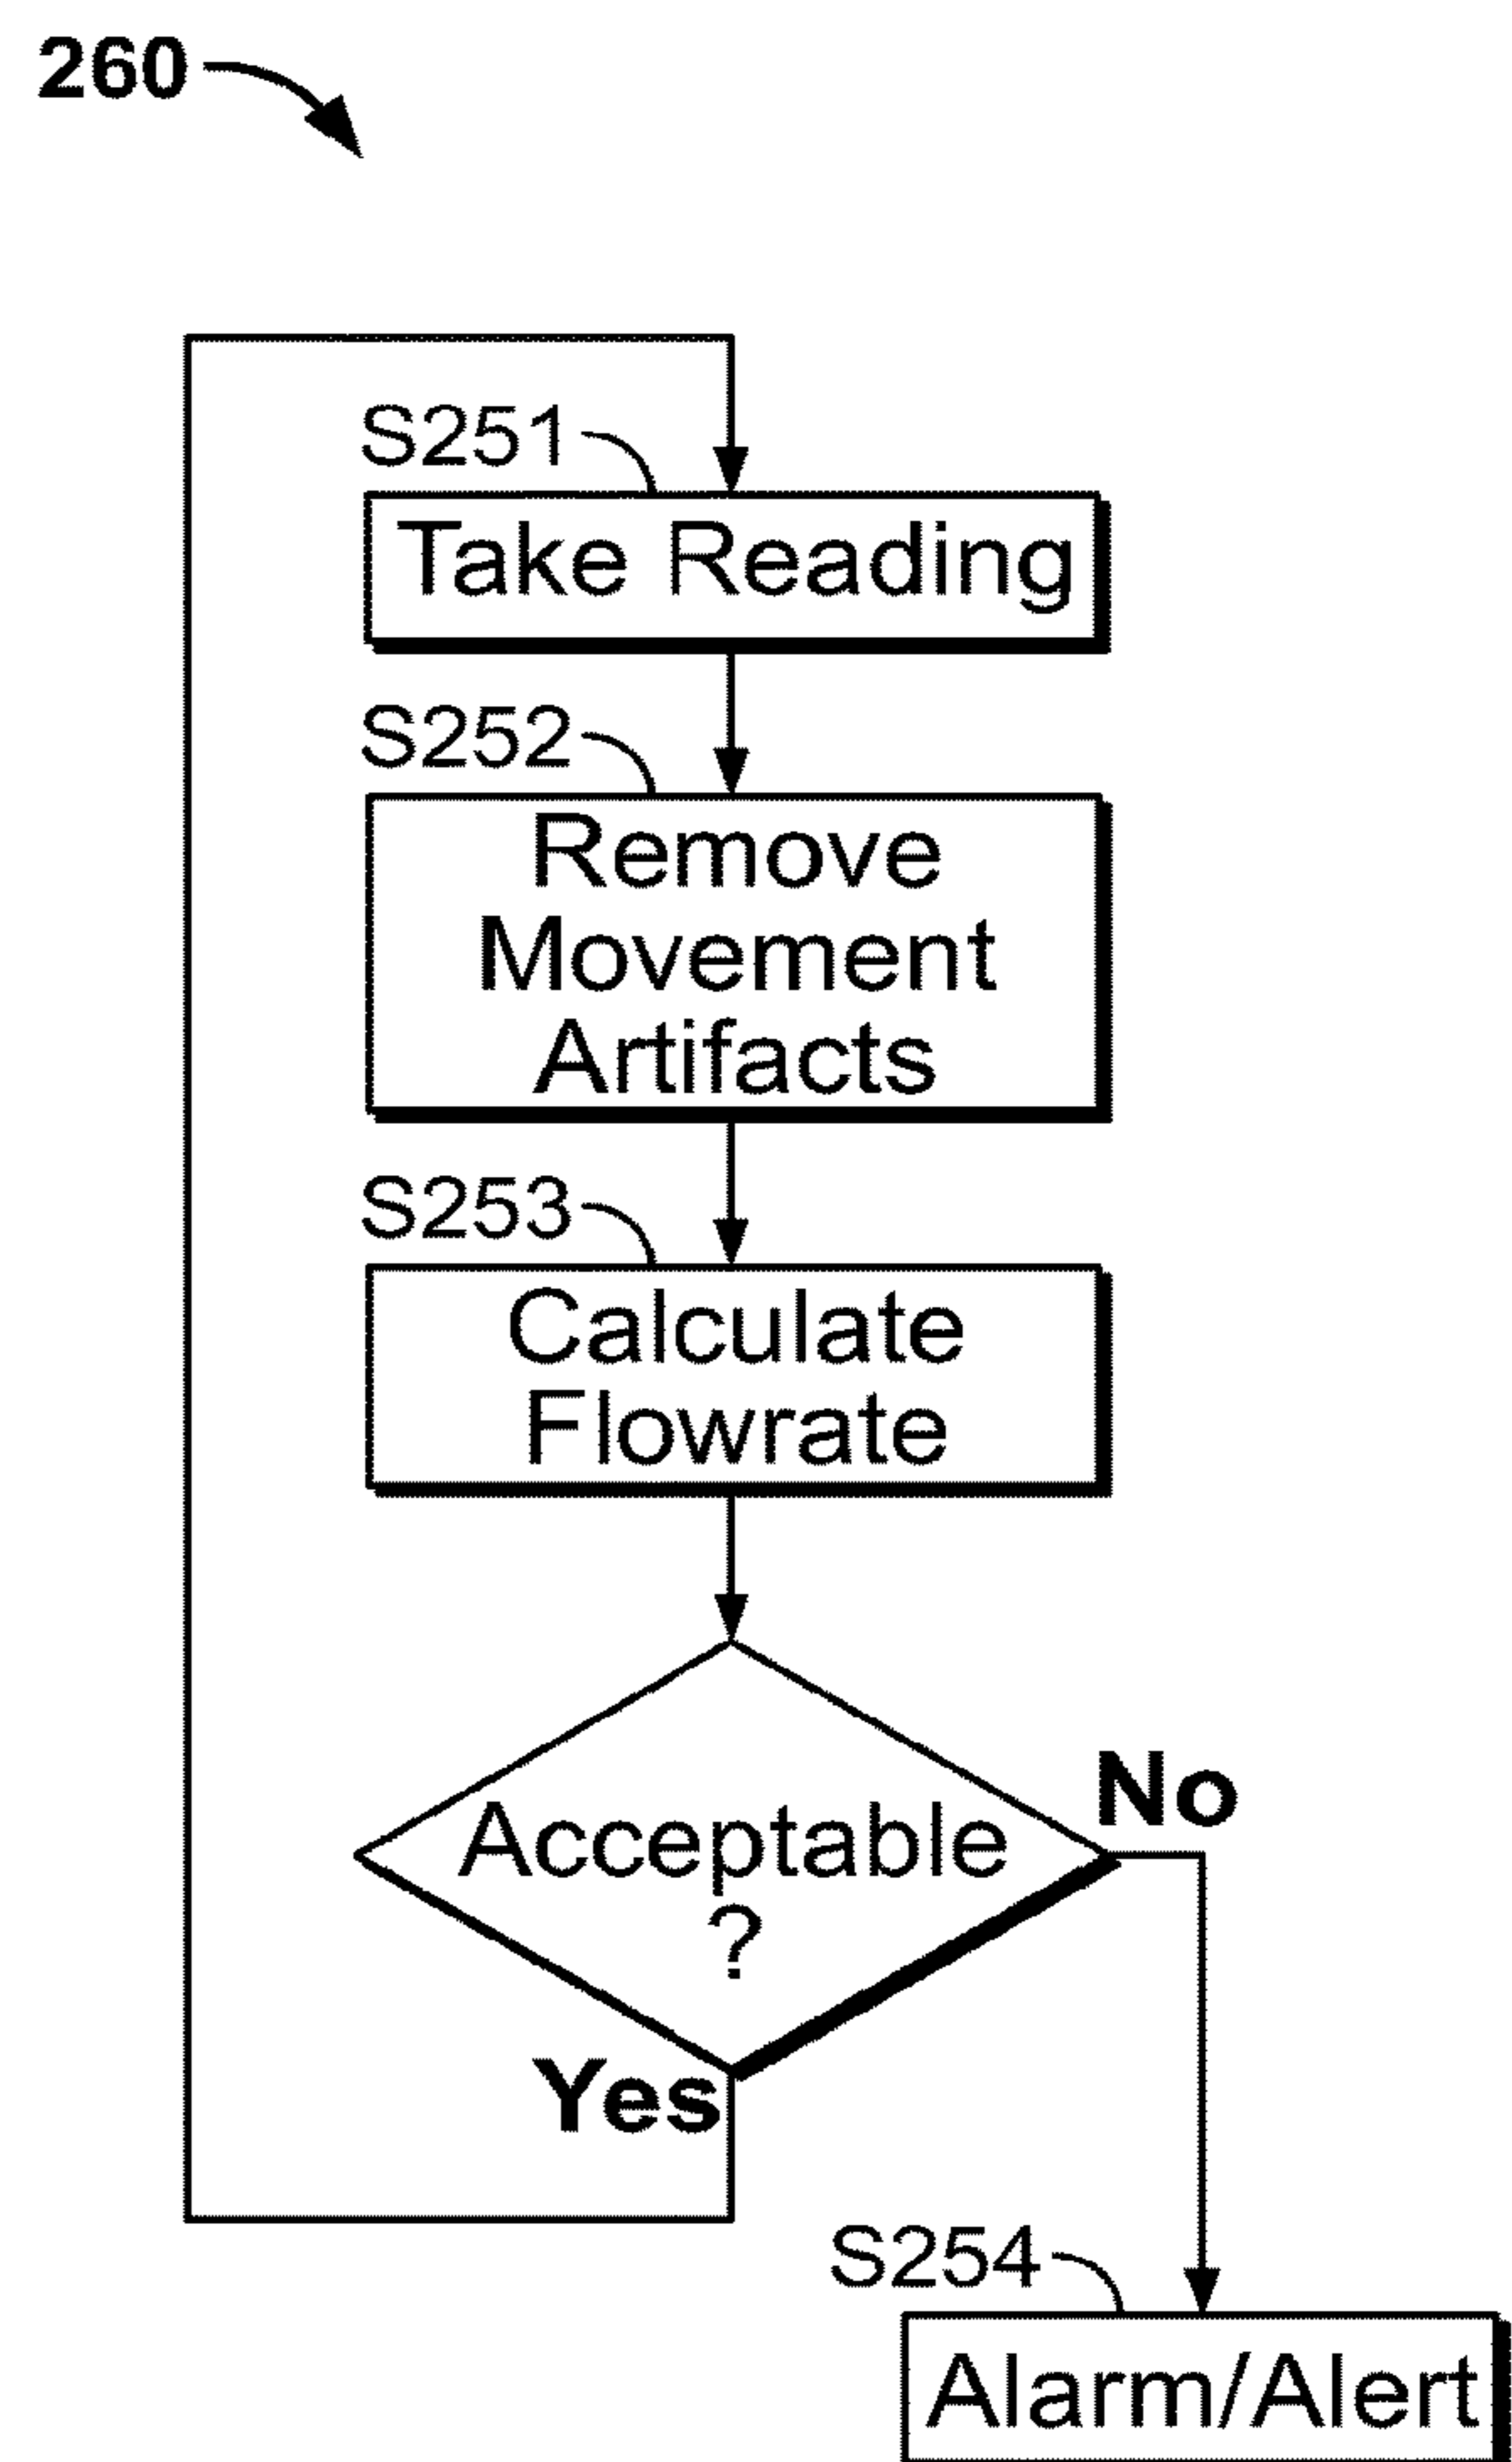 260
S251
Take Reading
S252
Remove
Movement
Artifacts
S253
Calculate
Flowrate
Acceptable
?
No
Yes
S254
Alarm/Alert